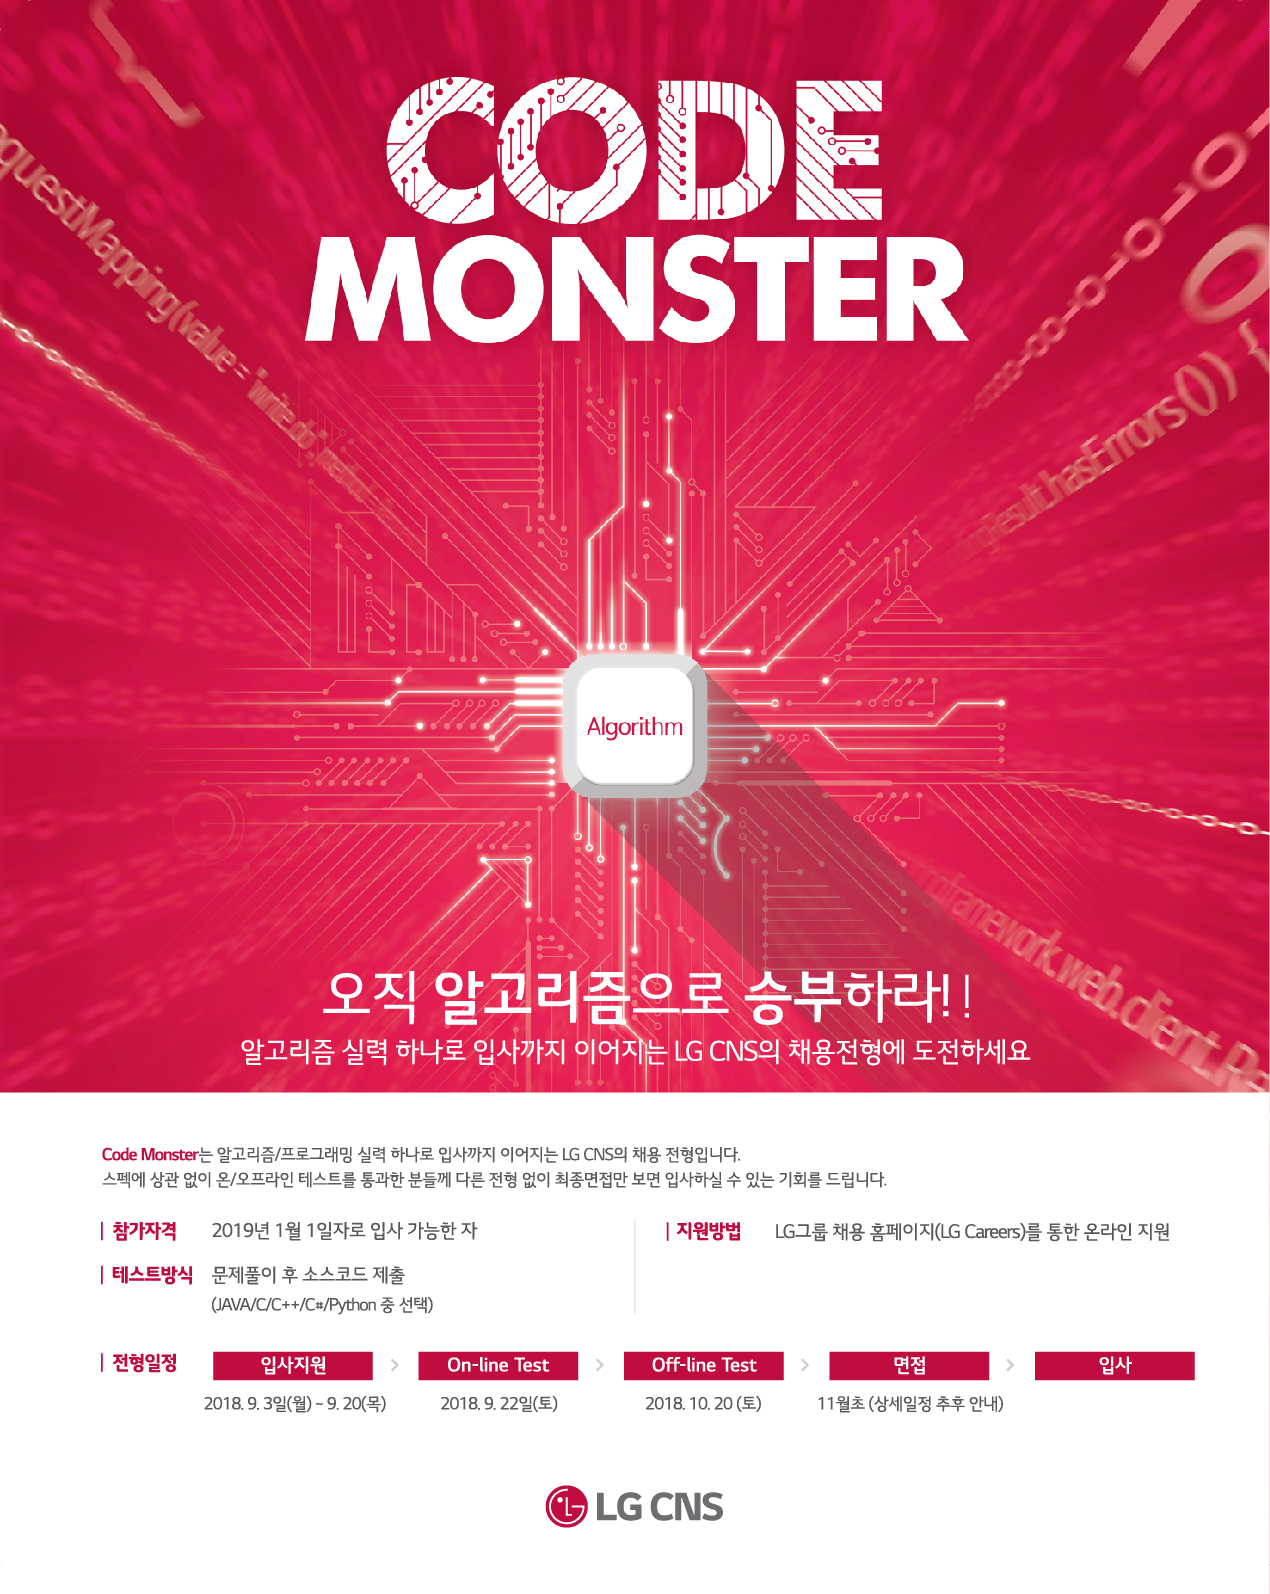 CODE
MONSTER
questMapping(value =
result.hasErrors()) {
Algorithm
framework.web.client.Re
오직 알고리즘으로 승부하라!!
알고리즘 실력 하나로 입사까지 이어지는 LG CNS의 채용전형에 도전하세요
Code Monster는 알고리즘/프로그래밍 실력 하나로 입사까지 이어지는 LG CNS의 채용 전형입니다.
스펙에 상관 없이 온/오프라인 테스트를 통과한 분들께 다른 전형 없이 최종면접만 보면 입사하실 수 있는 기회를 드립니다.
| 참가자격 2019년 1월 1일자로 입사 가능한 자
| 지원방법 LG그룹 채용 홈페이지(LG Careers)를 통한 온라인 지원
| 테스트방식 문제풀이 후 소스코드 제출
(JAVA/C/C++/C#/Python 중 선택)
| 전형일정 입사지원 > On-line Test > Off-line Test > 면접 > 입사
2018. 9. 3일(월) ~ 9. 20(목) 2018. 9. 22일(토) 2018. 10. 20 (토) 11월초 (상세일정 추후 안내)
LG CNS